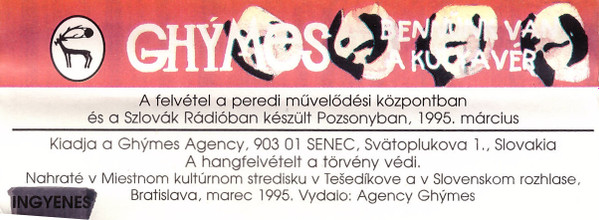 GHÝMES
BENNÜNK VAN
A KUTYAVÉR
A felvétel a peredi művelődési központban
és a Szlovák Rádióban készült Pozsonyban, 1995. március
Kiadja a Ghýmes Agency, 903 01 SENEC, Svätoplukova 1., Slovakia
A hangfelvételt a törvény védi.
Nahraté v Miestnom kultúrnom stredisku v Tešedíkove a v Slovenskom rozhlase,
Bratislava, marec 1995. Vydalo: Agency Ghýmes
INGYENES